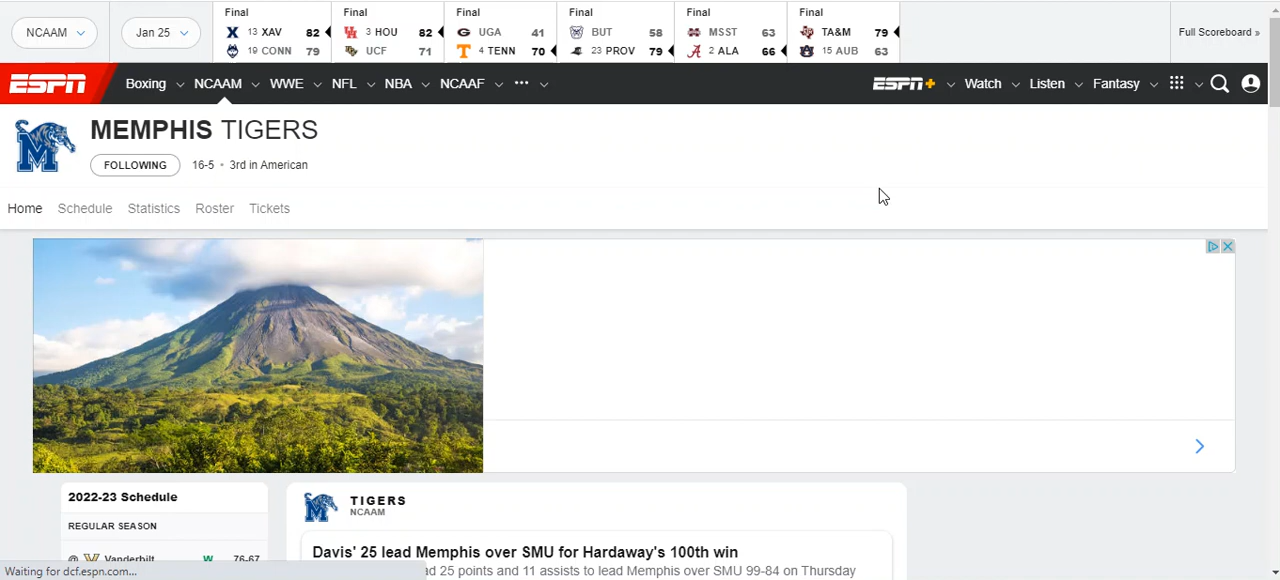 NCAAM
Jan 25
Final
13 XAV 82
19 CONN 79
Final
3 HOU 82
UCF 71
Final
UGA 41
4 TENN 70
Final
BUT 58
23 PROV 79
Final
MSST 63
2 ALA 66
Final
TA&M 79
15 AUB 63
Full Scoreboard »
ESPN Boxing NCAAM WWE NFL NBA NCAAF ••• ESPN+ Watch Listen Fantasy
MEMPHIS TIGERS
FOLLOWING 16-5 • 3rd in American
Home Schedule Statistics Roster Tickets
2022-23 Schedule
REGULAR SEASON
@ Vanderbilt W 76-67
TIGERS
NCAAM
Davis' 25 lead Memphis over SMU for Hardaway's 100th win
d 25 points and 11 assists to lead Memphis over SMU 99-84 on Thursday
Waiting for dcf.espn.com...